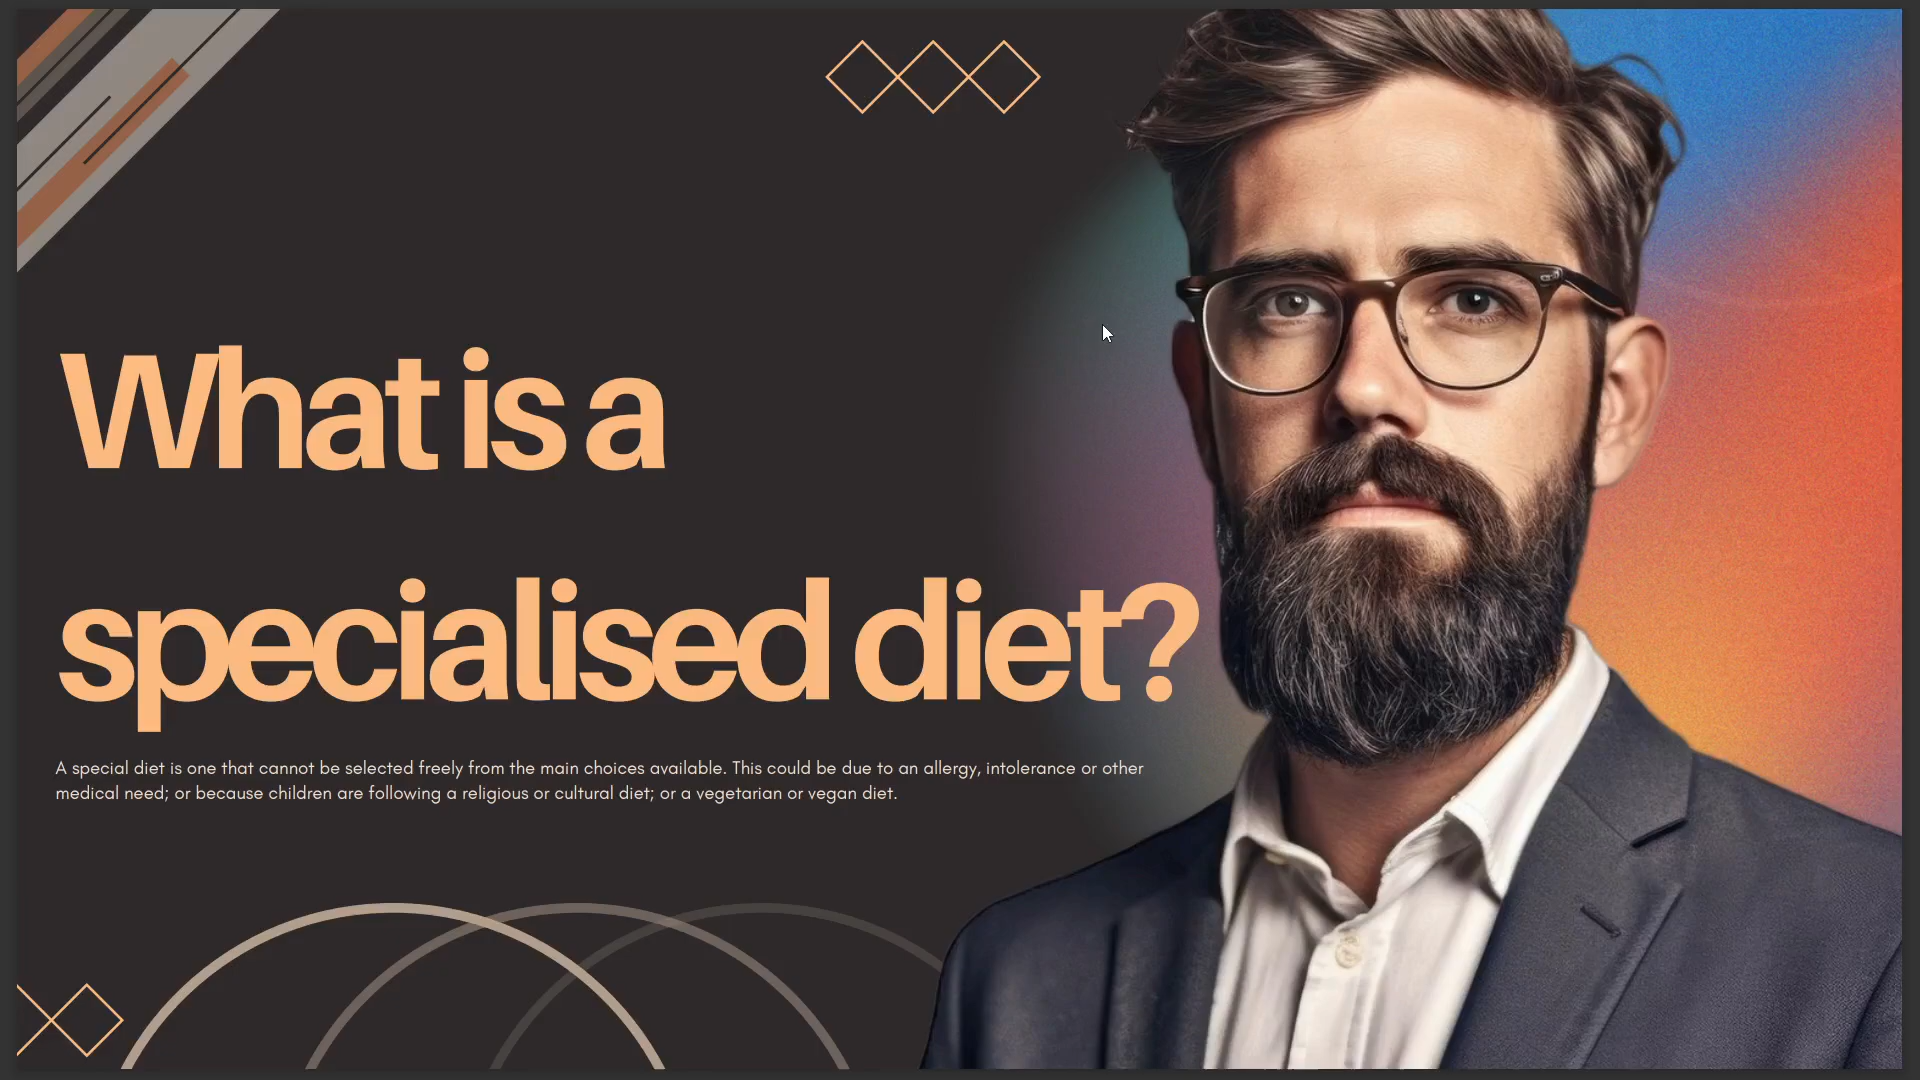 What is a
specialised diet?
A special diet is one that cannot be selected freely from the main choices available. This could be due to an allergy, intolerance or other
medical need; or because children are following a religious or cultural diet; or a vegetarian or vegan diet.